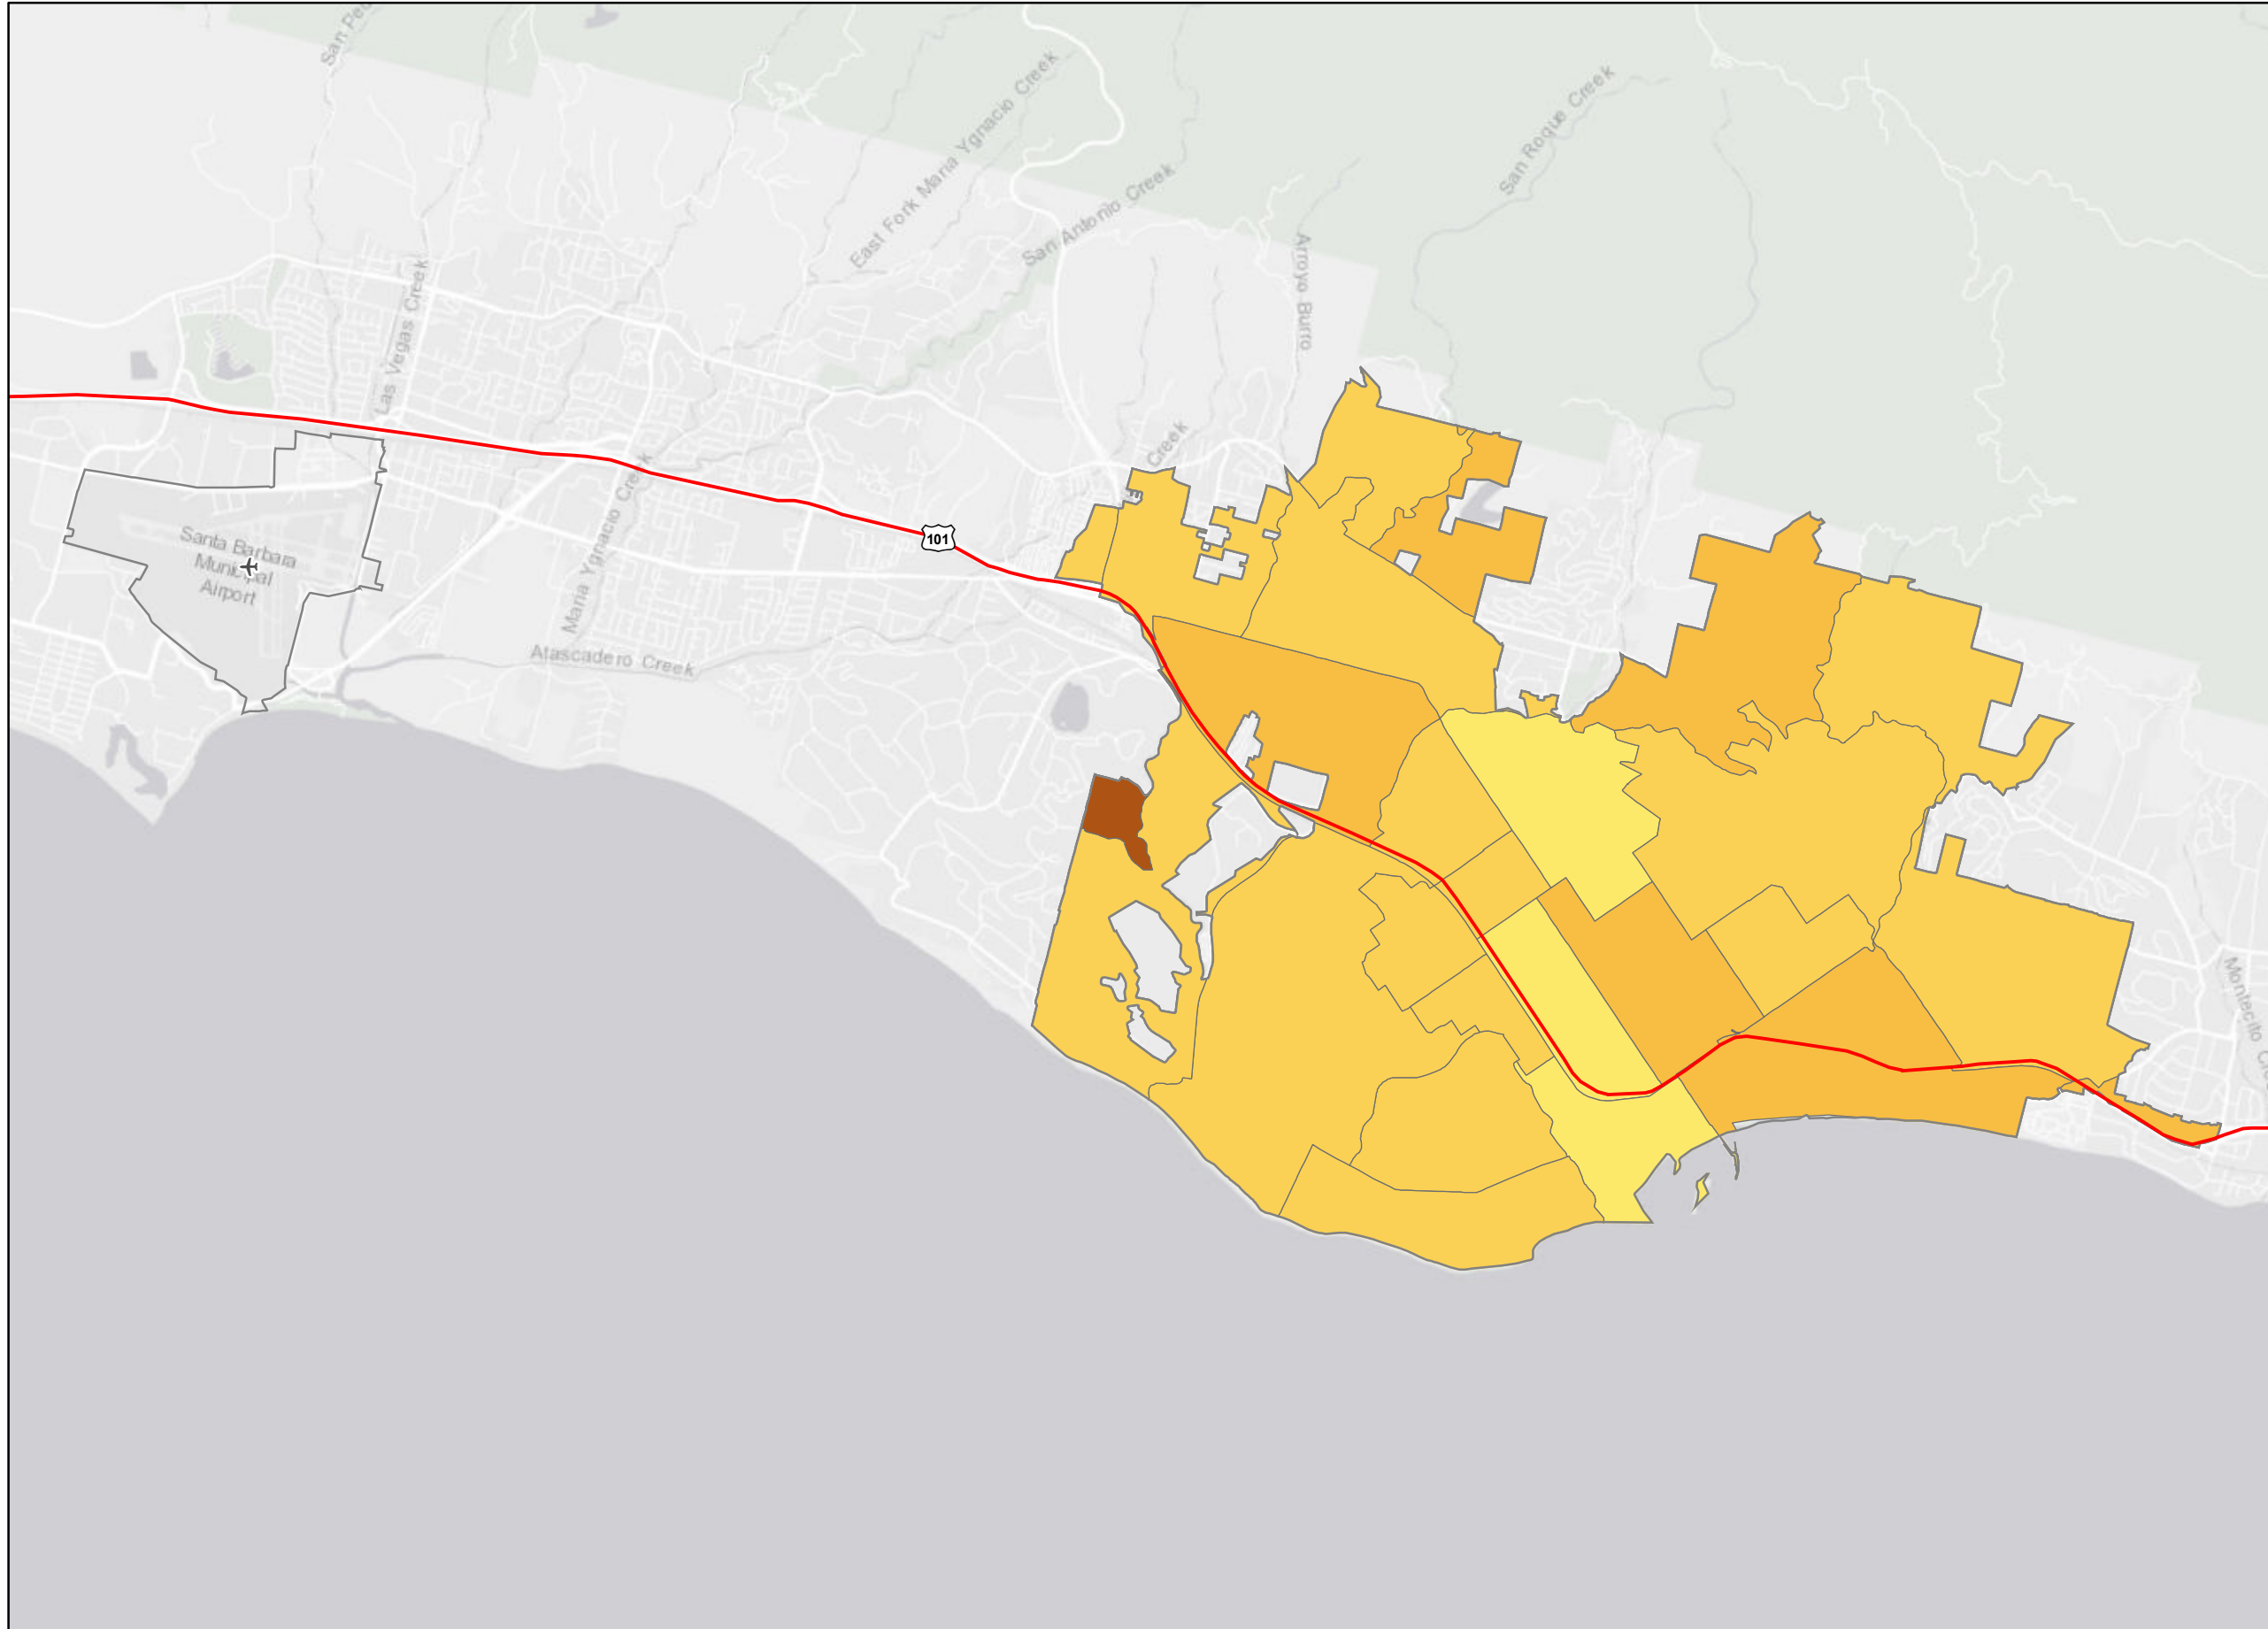 San Pe
East Fork Maria Ygnacio Creek
San Antonio Creek
San Roque Creek
Arroyo Burro
Creek
Las Vegas Creek
Maria Ygnacio Creek
101
Santa Barbara
Municipal
Airport
Atascadero Creek
Montecito Cre